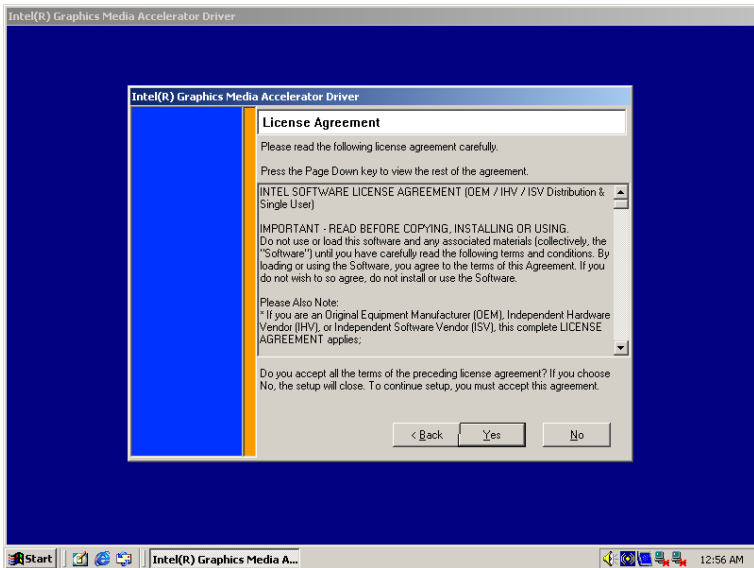 Intel(R) Graphics Media Accelerator Driver
Intel(R) Graphics Media Accelerator Driver
License Agreement
Please read the following license agreement carefully.
Press the Page Down key to view the rest of the agreement.
INTEL SOFTWARE LICENSE AGREEMENT (OEM / IHV / ISV Distribution &
Single User)
IMPORTANT - READ BEFORE COPYING, INSTALLING OR USING.
Do not use or load this software and any associated materials (collectively, the
"Software") until you have carefully read the following terms and conditions. By
loading or using the Software, you agree to the terms of this Agreement. If you
do not wish to so agree, do not install or use the Software.
Please Also Note:
* If you are an Original Equipment Manufacturer (OEM), Independent Hardware
Vendor (IHV), or Independent Software Vendor (ISV), this complete LICENSE
AGREEMENT applies;
Do you accept all the terms of the preceding license agreement? If you choose
No, the setup will close. To continue setup, you must accept this agreement.
< Back Yes No
Start Intel(R) Graphics Media A... 12:56 AM